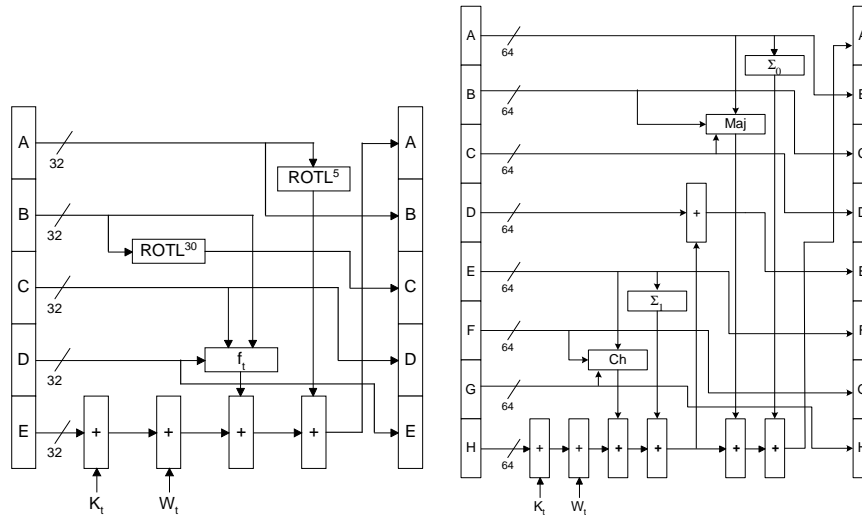 A
32
ROTL⁵
A
B
32
ROTL³⁰
B
C
32
C
D
32
fₜ
D
E
32
+
+
+
+
E
Kₜ
Wₜ
A
64
Σ₀
A
B
64
Maj
B
C
64
C
D
64
+
D
E
64
Σ₁
E
F
64
Ch
F
G
64
G
H
64
+
+
+
+
+
+
H
Kₜ
Wₜ